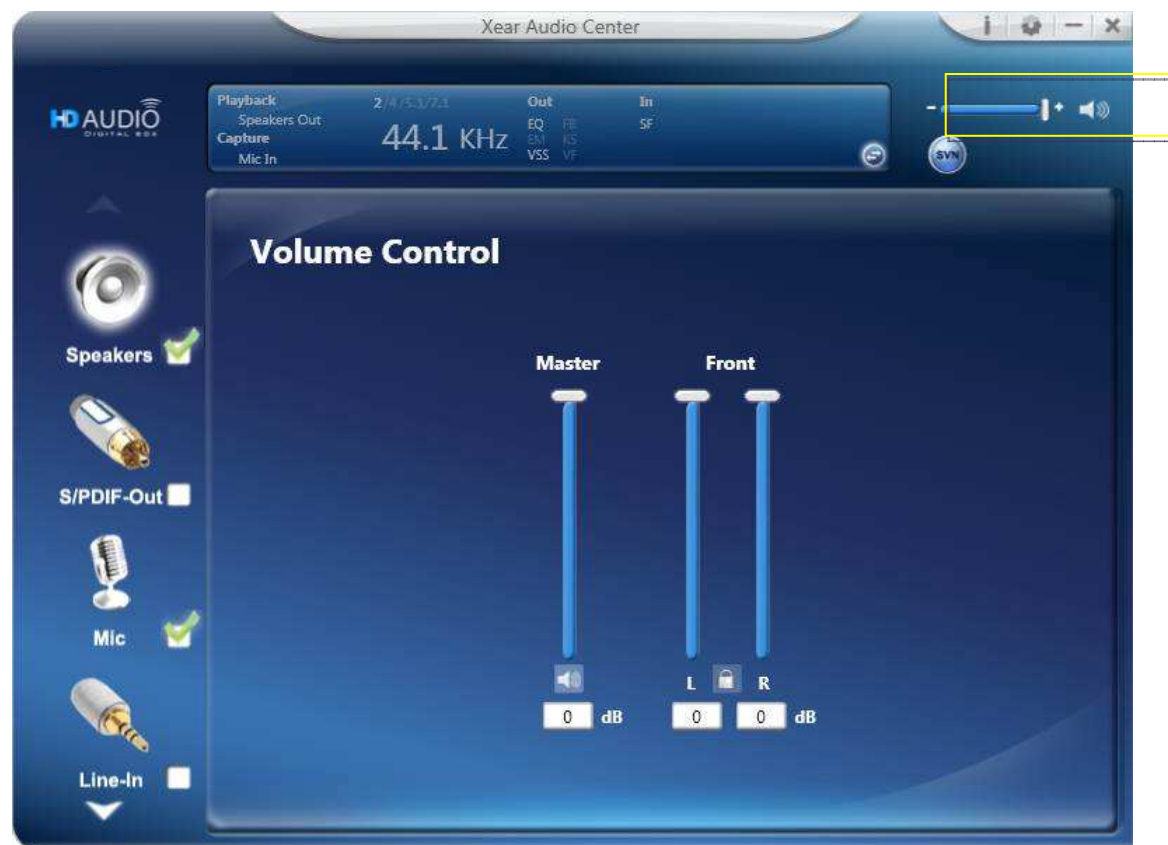 Xear Audio Center
i
HD AUDIO
DIGITAL BOX
Playback 2/4/5.1/7.1 Out In
Speakers Out EQ FB SF
Capture 44.1 KHz EM KS
Mic In VSS VF
- +
SVN
Volume Control
Speakers
S/PDIF-Out
Mic
Line-In
Master Front
L R
0 dB 0 0 dB